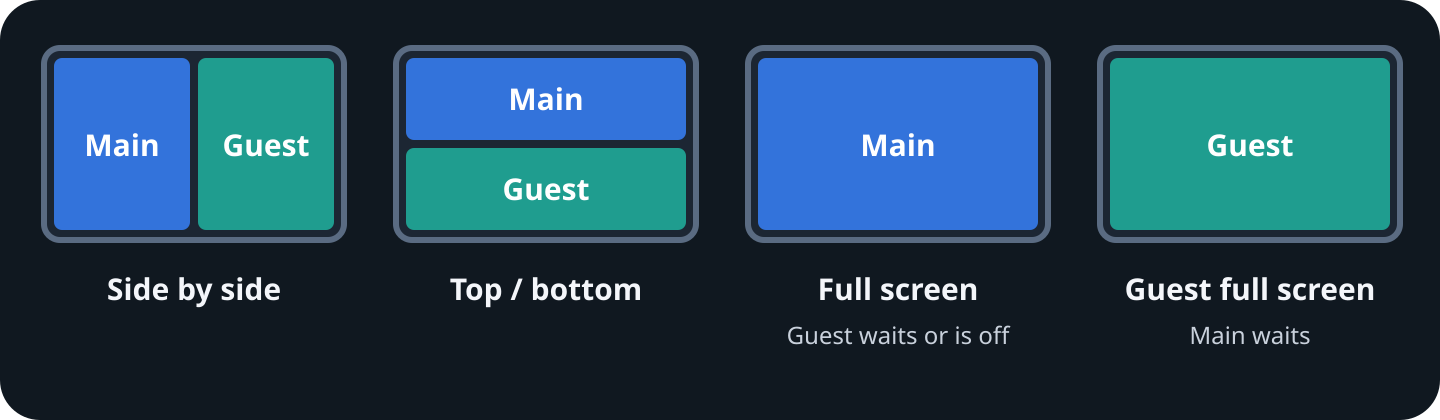 Main
Guest
Side by side
Main
Guest
Top / bottom
Main
Full screen
Guest waits or is off
Guest
Guest full screen
Main waits